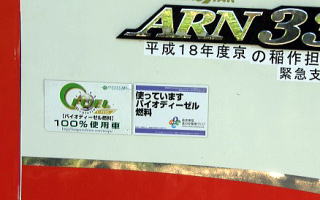 ARN 33
平成18年度京の稲作担
緊急支
FUEL
【バイオディーゼル燃料】
100%使用車
使っています
バイオディーゼル
燃料